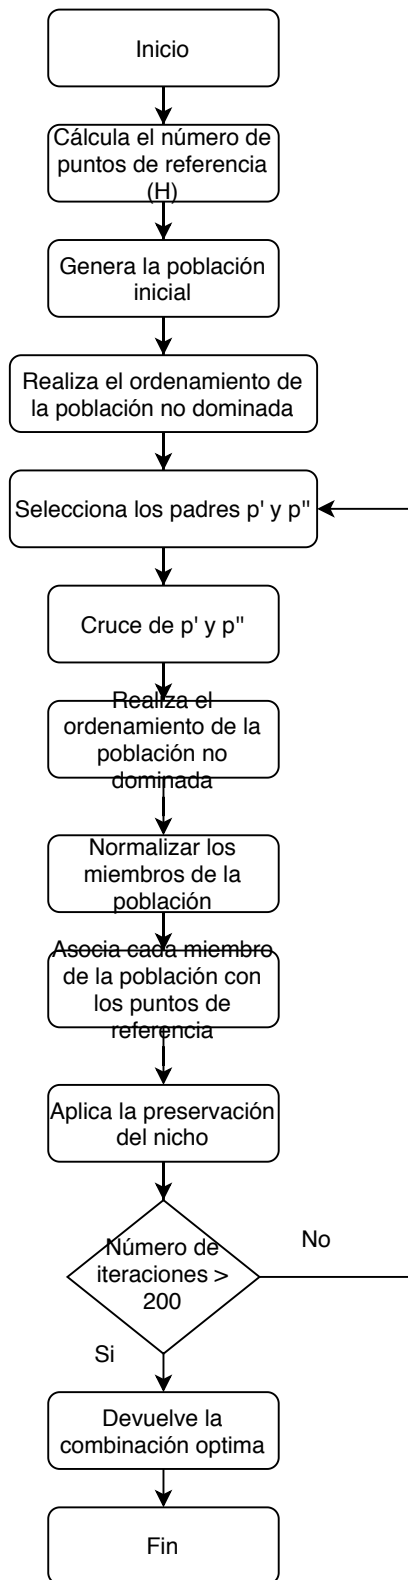 Inicio
Cálcula el número de
puntos de referencia
(H)
Genera la población
inicial
Realiza el ordenamiento de
la población no dominada
Selecciona los padres p' y p"
Cruce de p' y p"
Realiza el
ordenamiento de la
población no
dominada
Normalizar los
miembros de la
población
Asocia cada miembro
de la población con
los puntos de
referencia
Aplica la preservación
del nicho
Número de
iteraciones >
200
No
Si
Devuelve la
combinación optima
Fin